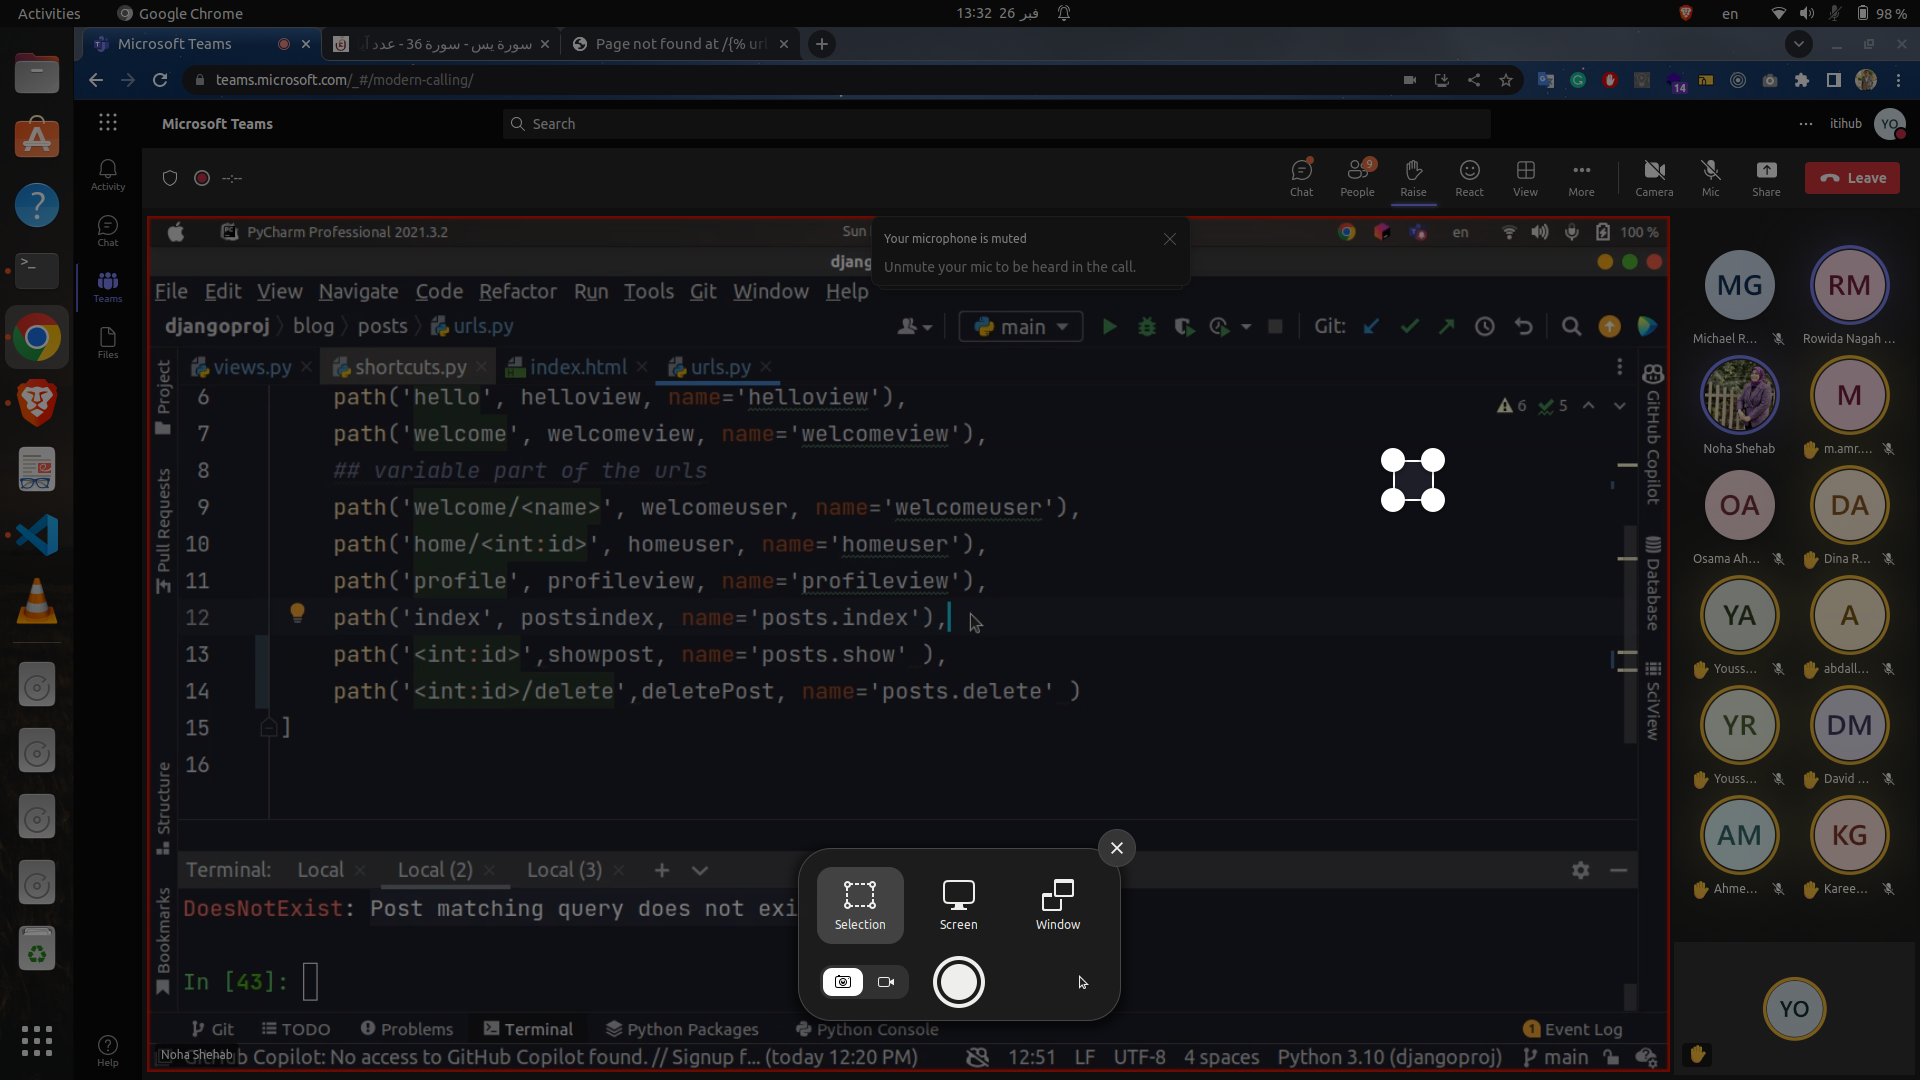 Activities
Google Chrome
13:32 26 فبر
en
98 %
Microsoft Teams
سورة يس - سورة 36 - عدد آ
Page not found at /{% url
teams.microsoft.com/_#/modern-calling/
14
Microsoft Teams
Search
itihub
YO
Activity
Chat
Teams
Files
Help
--:--
Chat
9
People
Raise
React
View
More
Camera
Mic
Share
Leave
PyCharm Professional 2021.3.2
Sun
en
100 %
Your microphone is muted
Unmute your mic to be heard in the call.
djang
File Edit View Navigate Code Refactor Run Tools Git Window Help
djangoproj
blog
posts
urls.py
main
Git:
views.py
shortcuts.py
index.html
urls.py
Project
Pull Requests
Structure
Bookmarks
GitHub Copilot
Database
SciView
6 5
6 path('hello', helloview, name='helloview'),
7 path('welcome', welcomeview, name='welcomeview'),
8 ## variable part of the urls
9 path('welcome/<name>', welcomeuser, name='welcomeuser'),
10 path('home/<int:id>', homeuser, name='homeuser'),
11 path('profile', profileview, name='profileview'),
12 path('index', postsindex, name='posts.index'),
13 path('<int:id>',showpost, name='posts.show' ),
14 path('<int:id>/delete',deletePost, name='posts.delete' )
15 ]
16
Terminal:
Local
Local (2)
Local (3)
DoesNotExist: Post matching query does not exi
In [43]:
Selection
Screen
Window
Git
TODO
Problems
Terminal
Python Packages
Python Console
1 Event Log
Noha Shehab
Hub Copilot: No access to GitHub Copilot found. // Signup f... (today 12:20 PM)
12:51
LF
UTF-8
4 spaces
Python 3.10 (djangoproj)
main
MG
Michael R...
RM
Rowida Nagah ...
Noha Shehab
M
m.amr....
OA
Osama Ah...
DA
Dina R...
YA
Youss...
A
abdall...
YR
Youss...
DM
David ...
AM
Ahme...
KG
Karee...
YO